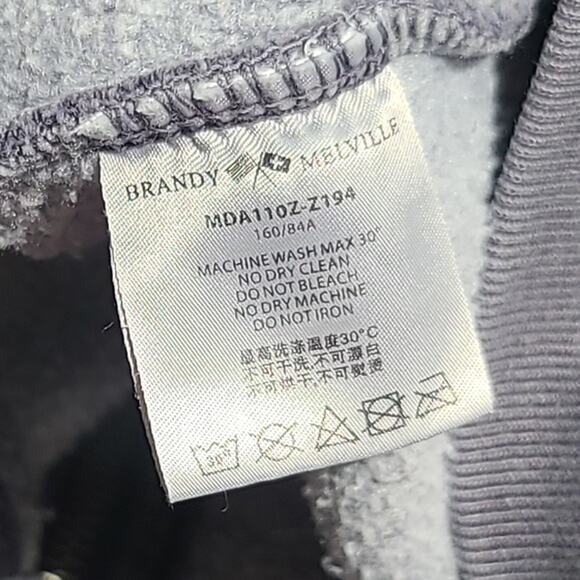 BRANDY MELVILLE
MDA110Z-Z194
160/84A
MACHINE WASH MAX 30°
NO DRY CLEAN
DO NOT BLEACH
NO DRY MACHINE
DO NOT IRON
最高洗涤温度30°C
不可干洗.不可漂白
不可烘干.不可熨烫
30°